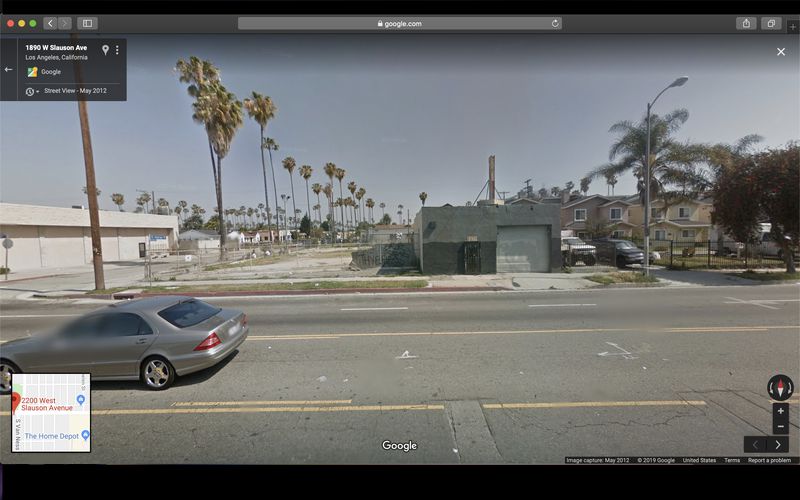 google.com
1890 W Slauson Ave
Los Angeles, California
Google
Street View - May 2012
2200 West
Slauson Avenue
The Home Depot
S Van Ness
Google
Image capture: May 2012 © 2019 Google United States Terms Report a problem